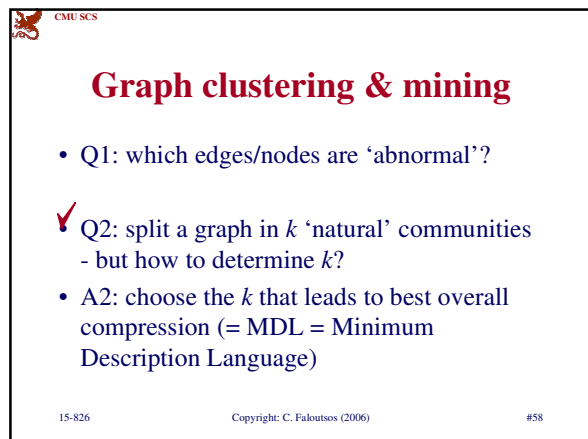 CMU SCS
Graph clustering & mining
• Q1: which edges/nodes are ‘abnormal’?
• Q2: split a graph in k ‘natural’ communities
- but how to determine k?
• A2: choose the k that leads to best overall
compression (= MDL = Minimum
Description Language)
15-826 Copyright: C. Faloutsos (2006) #58